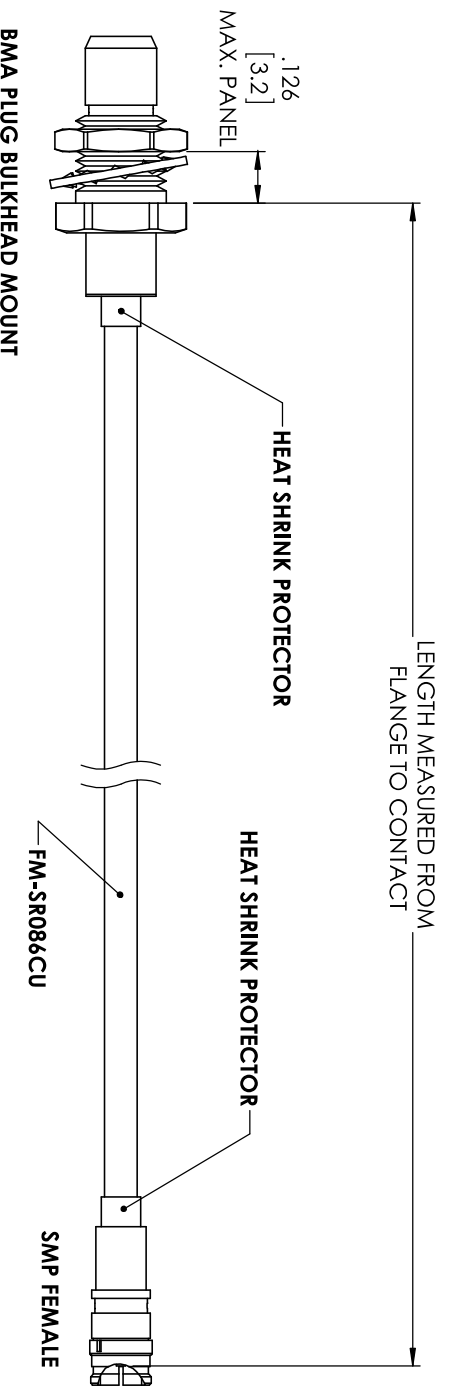 .126
[3.2]
MAX. PANEL
LENGTH MEASURED FROM
FLANGE TO CONTACT
HEAT SHRINK PROTECTOR
HEAT SHRINK PROTECTOR
FM-SR086CU
BMA PLUG BULKHEAD MOUNT
SMP FEMALE